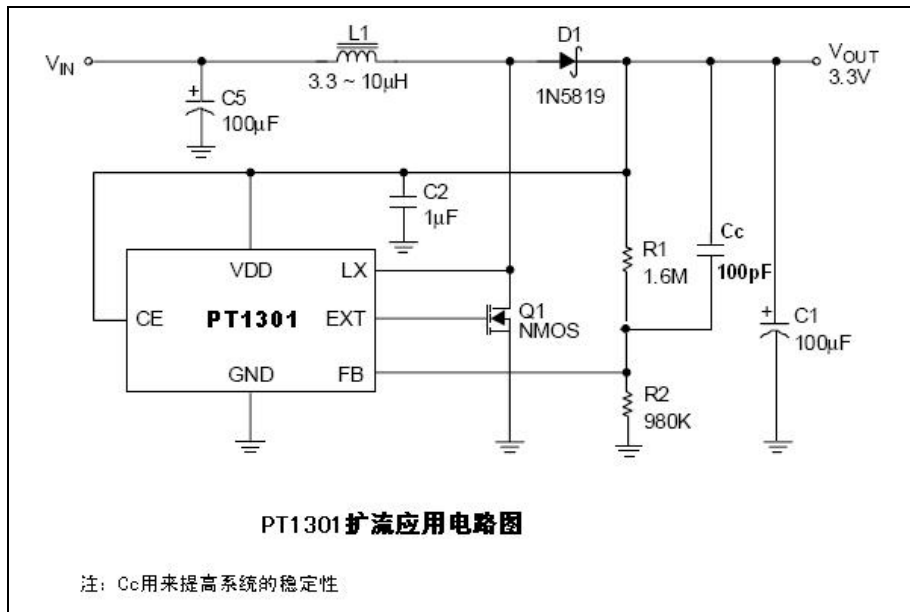 L1
D1
V_IN
3.3 ~ 10μH
1N5819
V_OUT
3.3V
+
C5
100μF
C2
1μF
Cc
100pF
R1
1.6M
VDD
LX
CE
PT1301
EXT
Q1
NMOS
+
C1
100μF
GND
FB
R2
980K
PT1301扩流应用电路图
注：Cc用来提高系统的稳定性